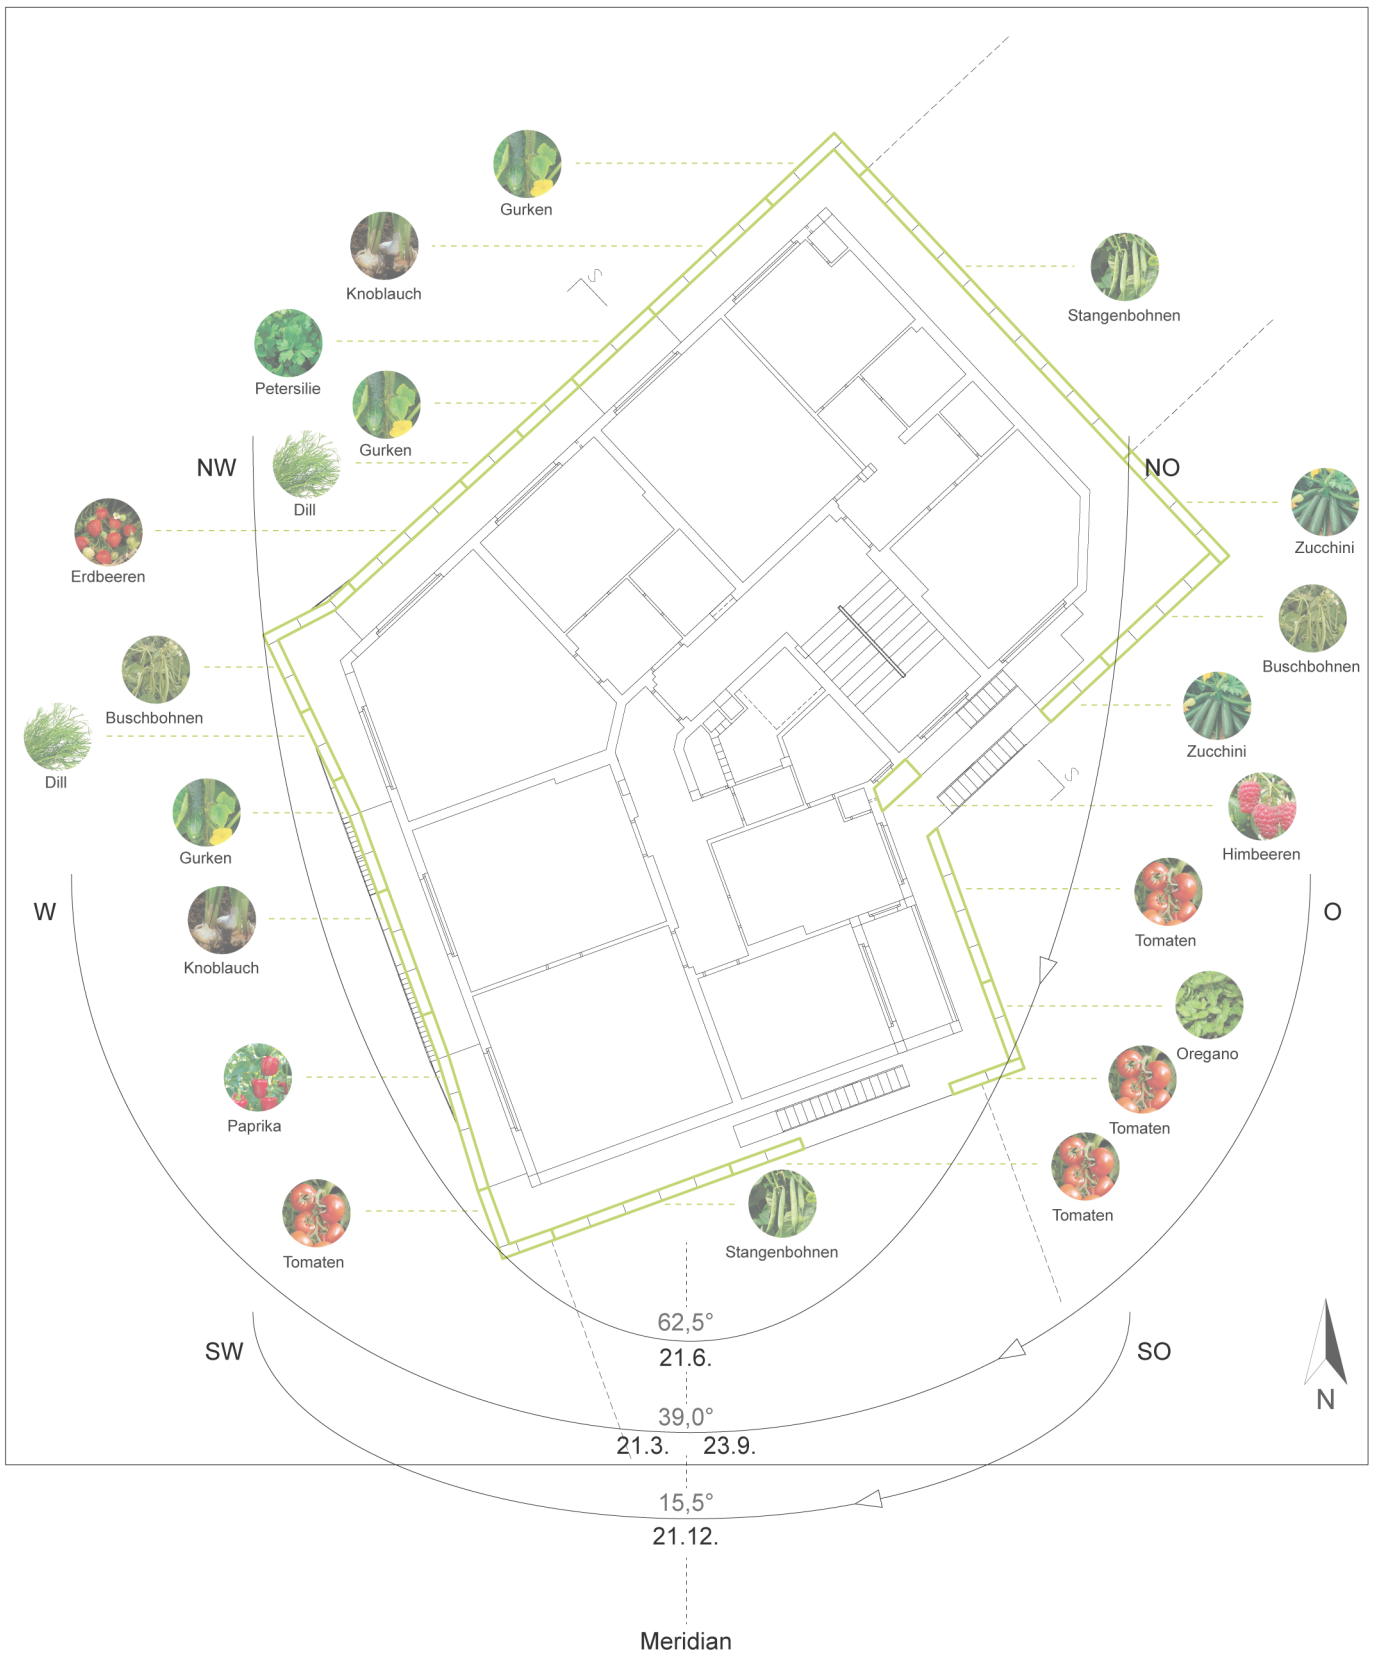 Gurken
Knoblauch
S
Stangenbohnen
Petersilie
Gurken
NW
NO
Dill
Zucchini
Erdbeeren
Buschbohnen
Buschbohnen
Zucchini
Dill
S
Gurken
Himbeeren
W
O
Tomaten
Knoblauch
Oregano
Paprika
Tomaten
Tomaten
Stangenbohnen
Tomaten
62,5°
21.6.
SW
SO
N
39,0°
21.3. 23.9.
15,5°
21.12.
Meridian